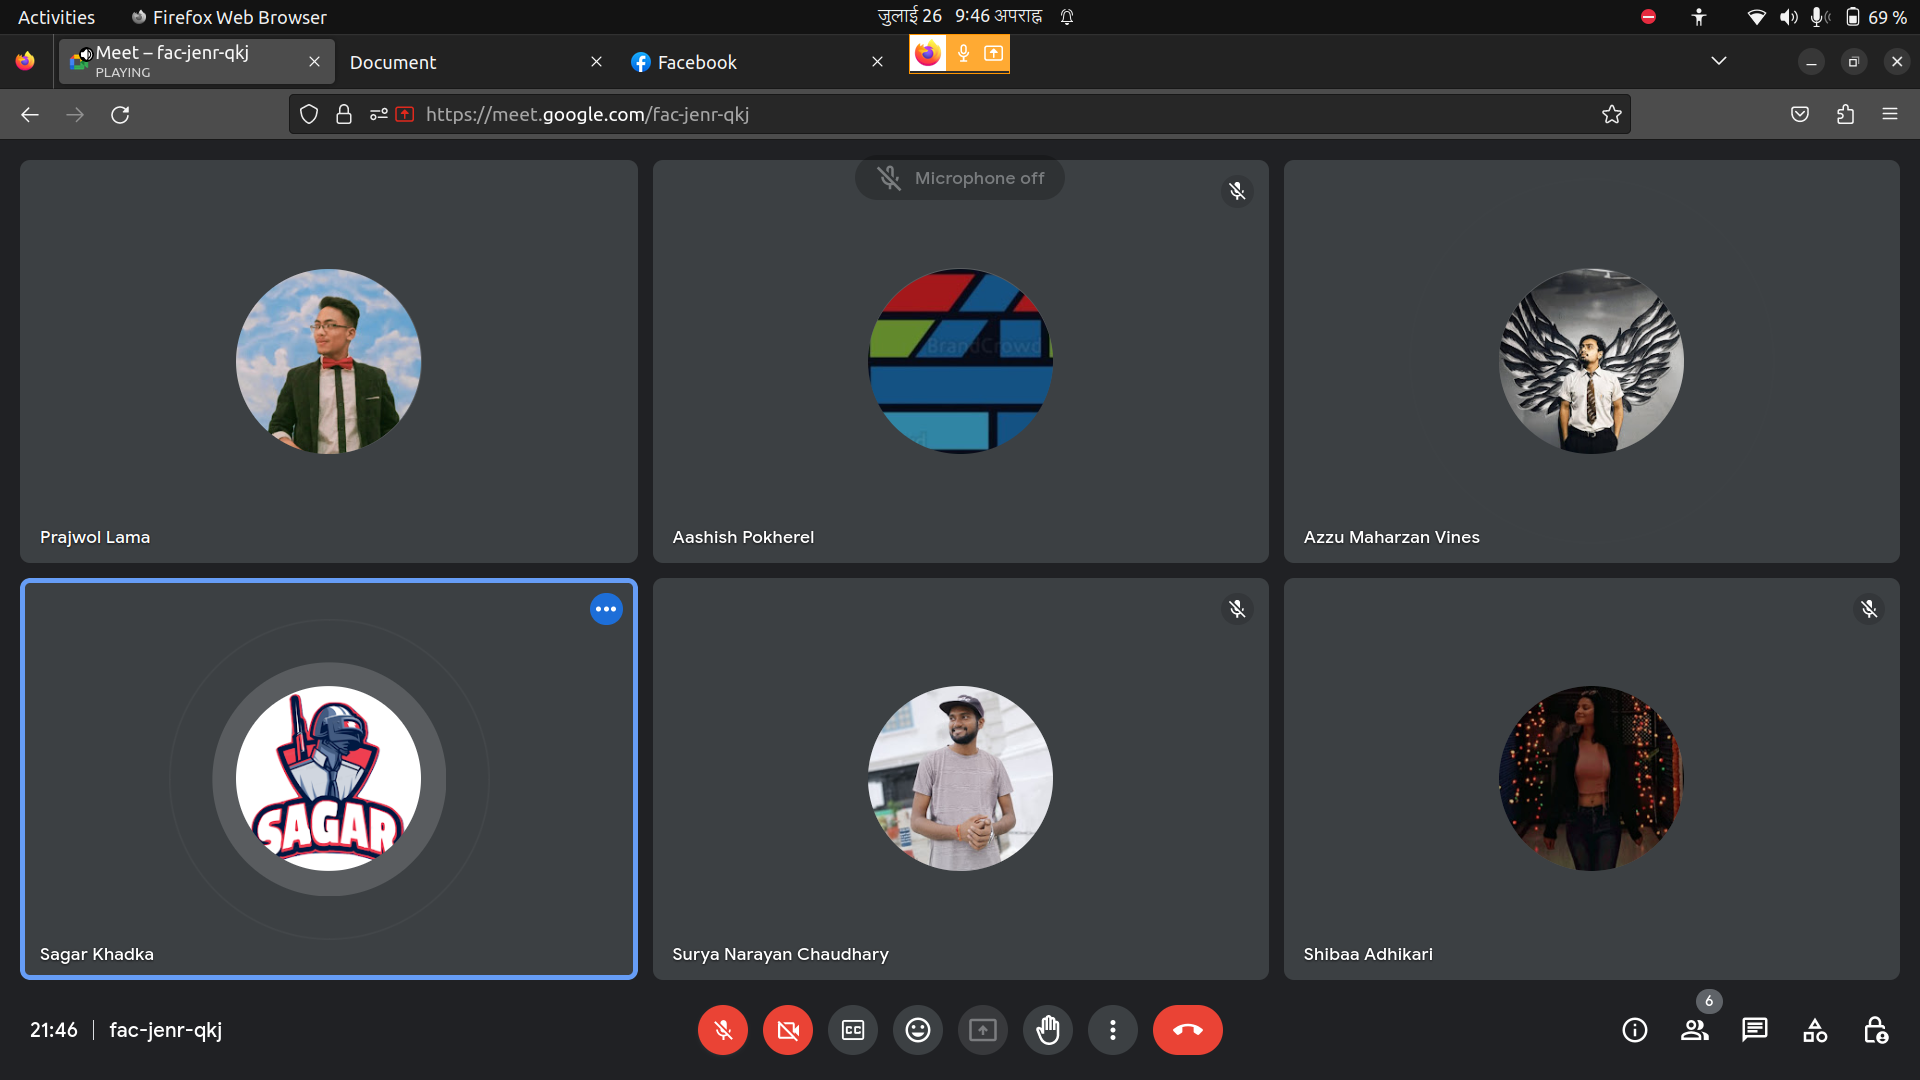 Activities Firefox Web Browser जुलाई 26 9:46 अपराह्न 69 %
Meet – fac-jenr-qkj
PLAYING
Document
Facebook
https://meet.google.com/fac-jenr-qkj
Microphone off
BrandCrowd
Prajwol Lama
Aashish Pokherel
Azzu Maharzan Vines
SAGAR
Sagar Khadka
Surya Narayan Chaudhary
Shibaa Adhikari
6
21:46 fac-jenr-qkj
CC